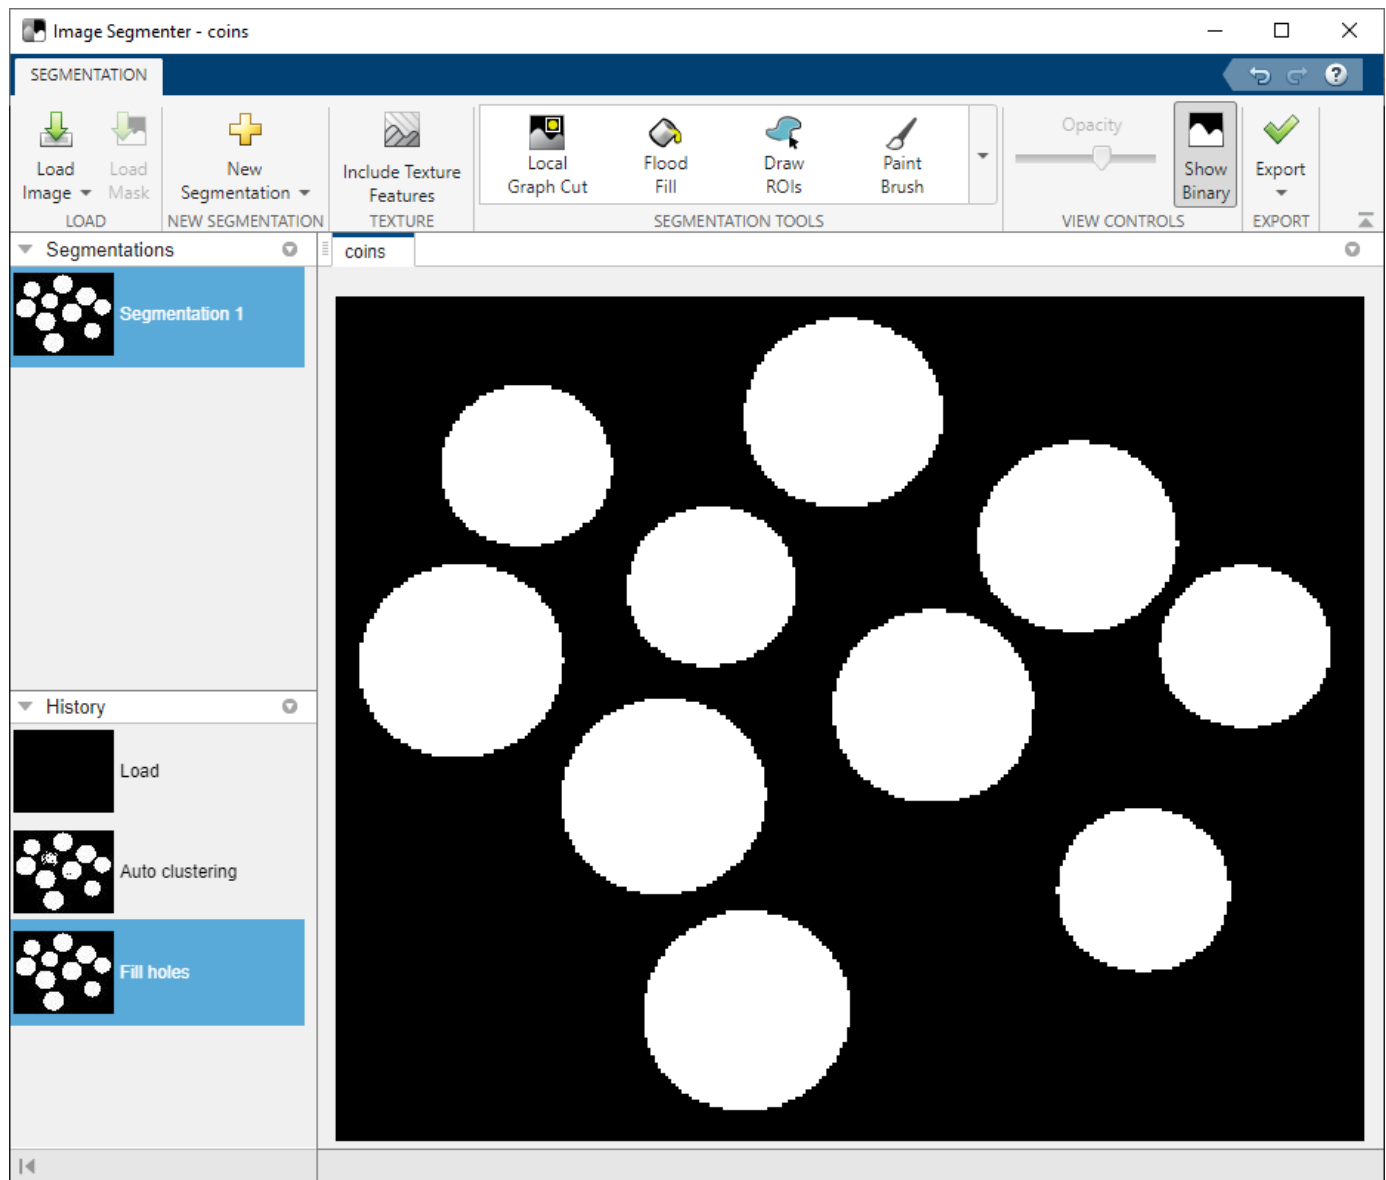 Image Segmenter - coins
SEGMENTATION
Load
Image
Load
Mask
New
Segmentation
Include Texture
Features
Local
Graph Cut
Flood
Fill
Draw
ROIs
Paint
Brush
Opacity
Show
Binary
Export
LOAD
NEW SEGMENTATION
TEXTURE
SEGMENTATION TOOLS
VIEW CONTROLS
EXPORT
Segmentations
coins
Segmentation 1
History
Load
Auto clustering
Fill holes